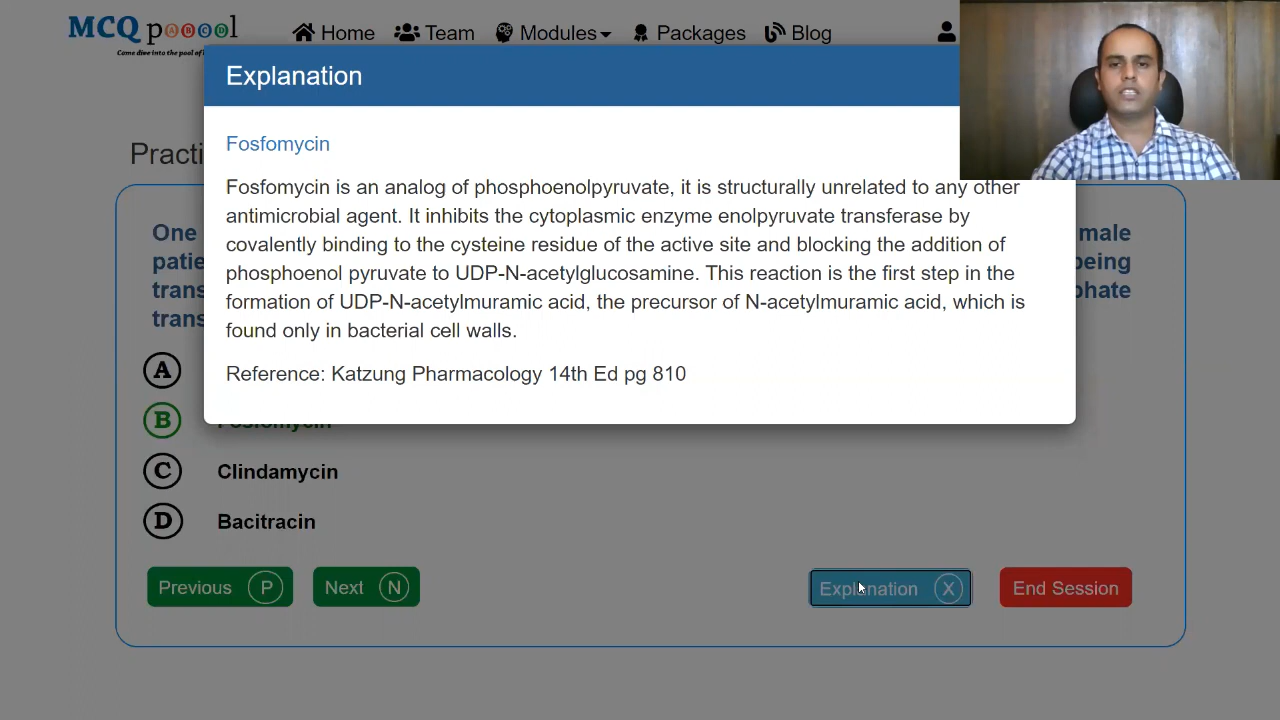 MCQ pooool
Home Team Modules Packages Blog
Explanation
Fosfomycin
Practi
Fosfomycin is an analog of phosphoenolpyruvate, it is structurally unrelated to any other
antimicrobial agent. It inhibits the cytoplasmic enzyme enolpyruvate transferase by
covalently binding to the cysteine residue of the active site and blocking the addition of
phosphoenol pyruvate to UDP-N-acetylglucosamine. This reaction is the first step in the
formation of UDP-N-acetylmuramic acid, the precursor of N-acetylmuramic acid, which is
found only in bacterial cell walls.
Reference: Katzung Pharmacology 14th Ed pg 810
One male
patie being
trans phate
trans
A
B Fosfomycin
C Clindamycin
D Bacitracin
Previous P Next N Explanation X End Session